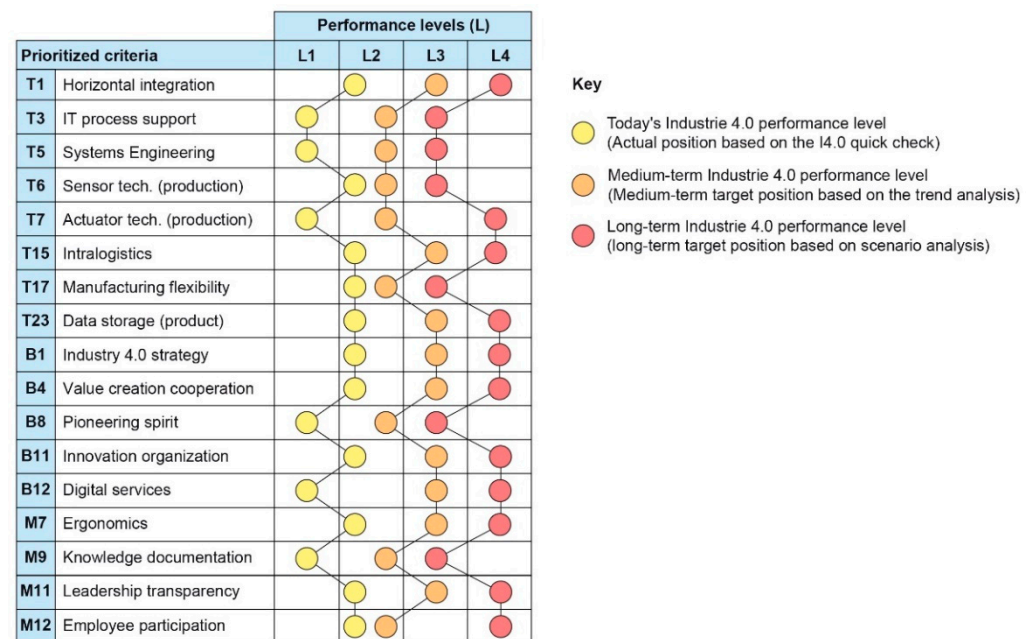 Performance levels (L)
Prioritized criteria L1 L2 L3 L4
T1 Horizontal integration
T3 IT process support
T5 Systems Engineering
T6 Sensor tech. (production)
T7 Actuator tech. (production)
T15 Intralogistics
T17 Manufacturing flexibility
T23 Data storage (product)
B1 Industry 4.0 strategy
B4 Value creation cooperation
B8 Pioneering spirit
B11 Innovation organization
B12 Digital services
M7 Ergonomics
M9 Knowledge documentation
M11 Leadership transparency
M12 Employee participation
Key
Today's Industrie 4.0 performance level
(Actual position based on the I4.0 quick check)
Medium-term Industrie 4.0 performance level
(Medium-term target position based on the trend analysis)
Long-term Industrie 4.0 performance level
(long-term target position based on scenario analysis)